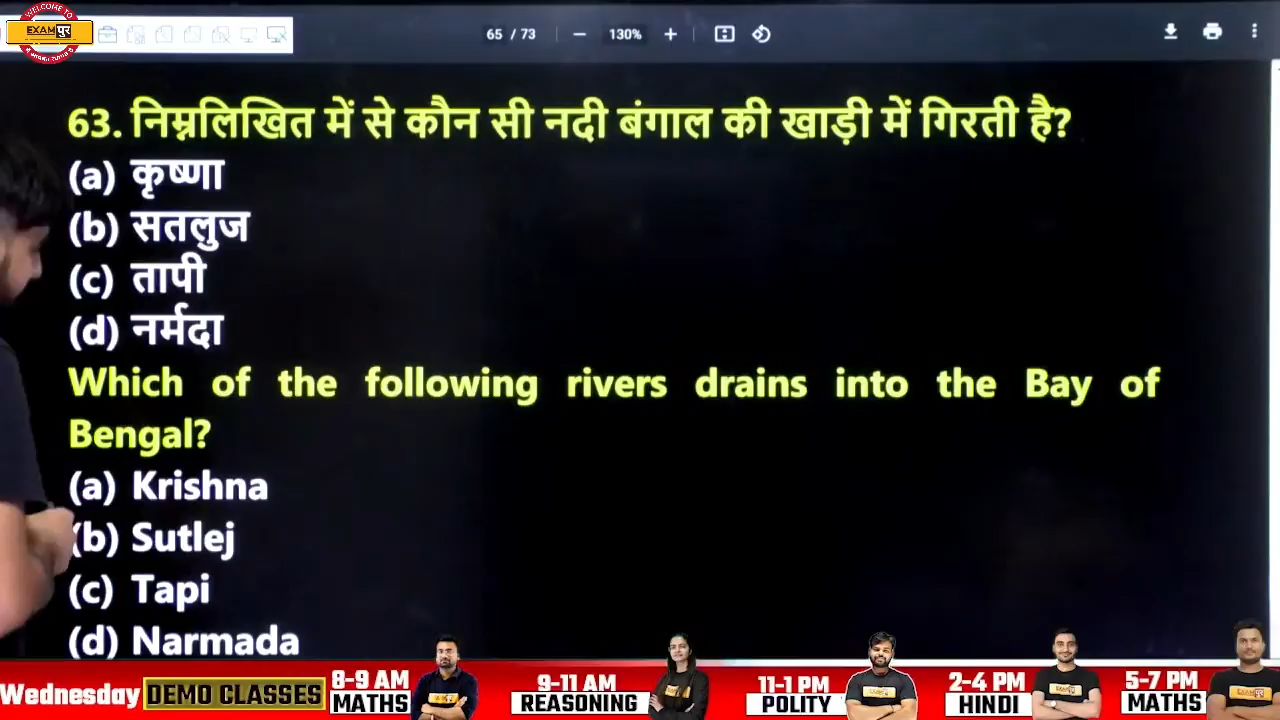 WELCOME TO
EXAMपुर
65 / 73
130%
63. निम्नलिखित में से कौन सी नदी बंगाल की खाड़ी में गिरती है?
(a) कृष्णा
(b) सतलुज
(c) तापी
(d) नर्मदा
Which of the following rivers drains into the Bay of
Bengal?
(a) Krishna
(b) Sutlej
(c) Tapi
(d) Narmada
Wednesday DEMO CLASSES
8-9 AM
MATHS
9-11 AM
REASONING
11-1 PM
POLITY
2-4 PM
HINDI
5-7 PM
MATHS